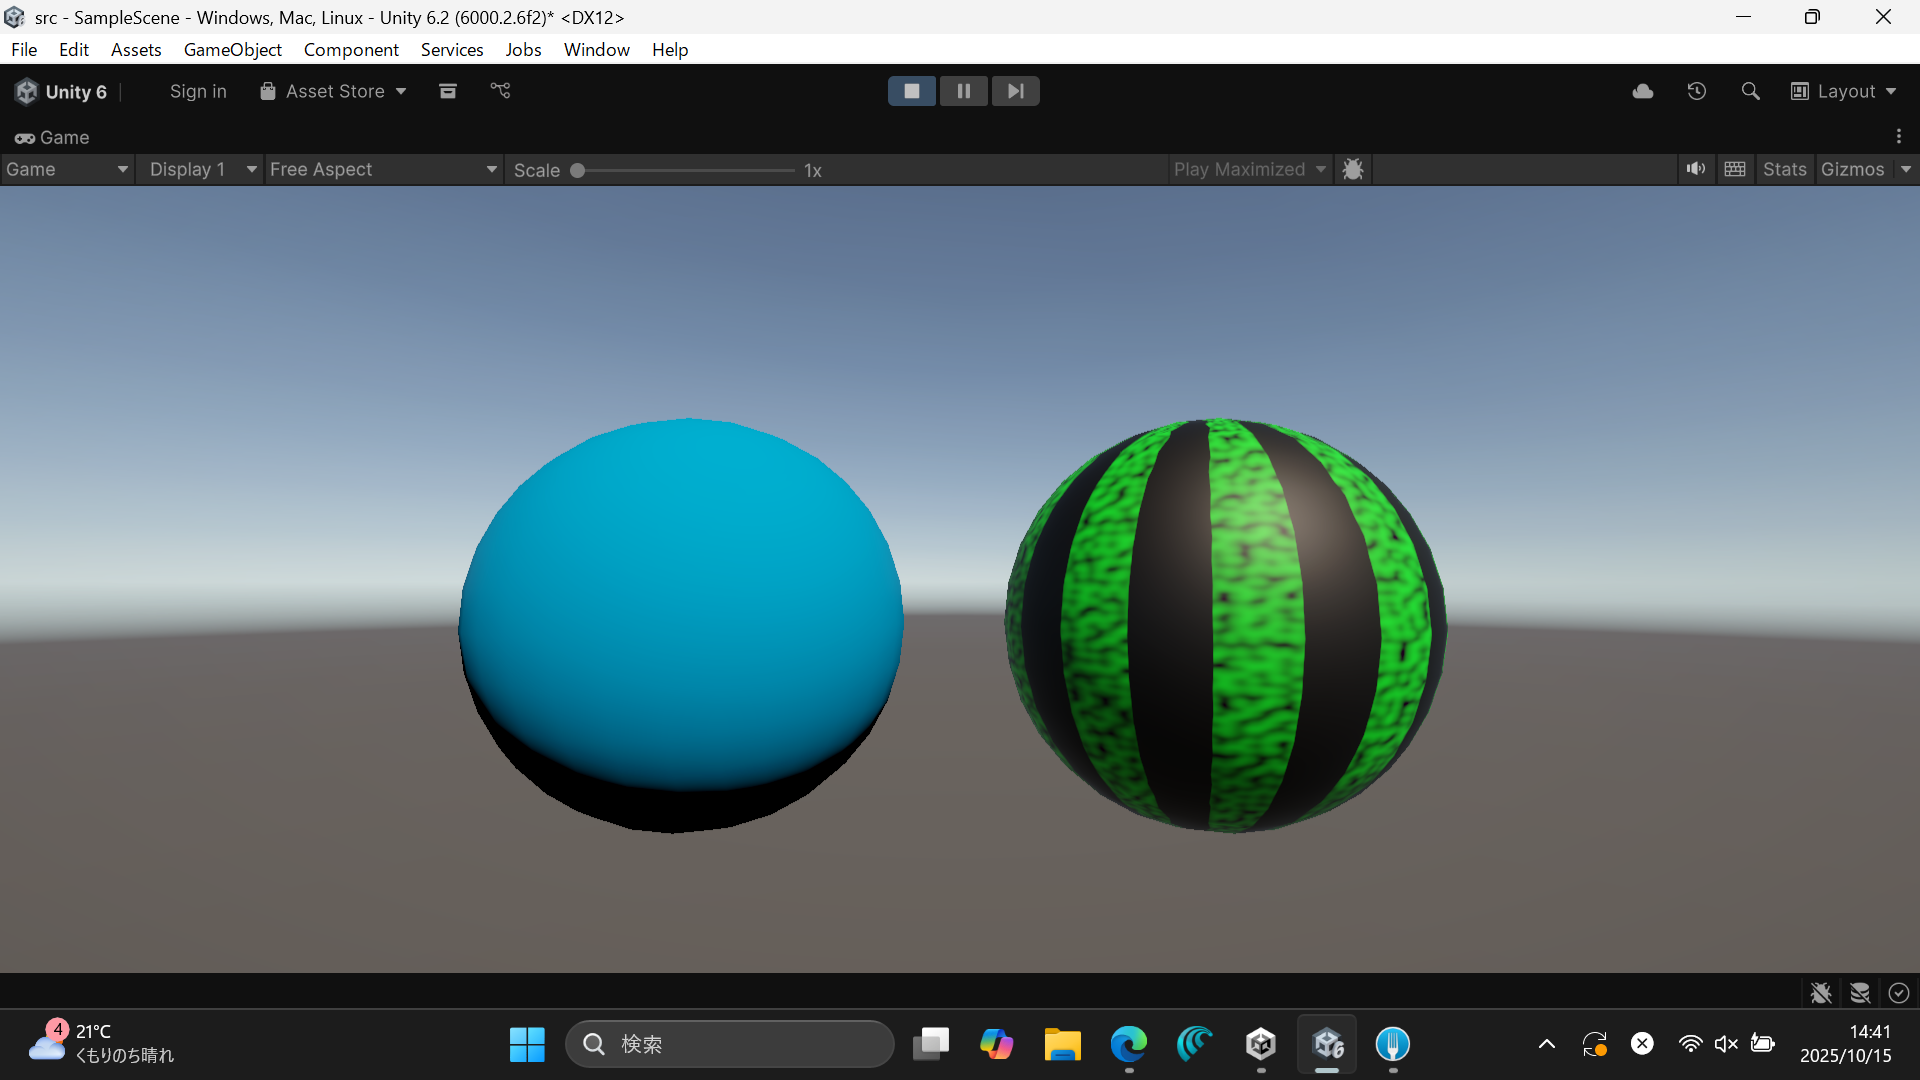 src - SampleScene - Windows, Mac, Linux - Unity 6.2 (6000.2.6f2)* <DX12>
File Edit Assets GameObject Component Services Jobs Window Help
Unity 6 Sign in Asset Store Layout
Game
Game Display 1 Free Aspect Scale 1x Play Maximized Stats Gizmos
4 21°C
くもりのち晴れ
検索
6
14:41
2025/10/15